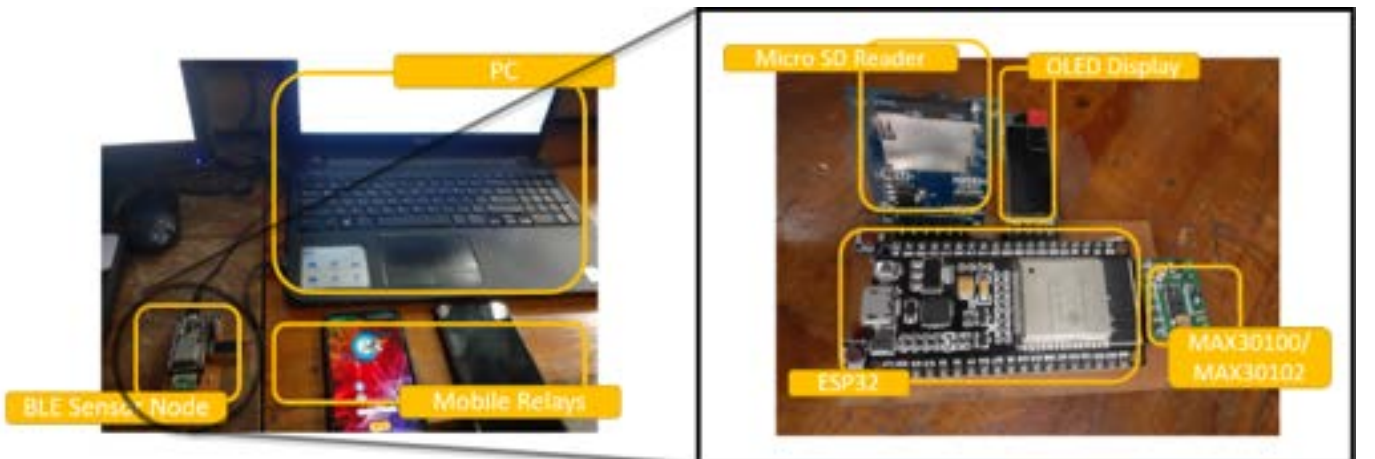 PC
BLE Sensor Node
Mobile Relays
Micro SD Reader
OLED Display
ESP32
MAX30100/
MAX30102